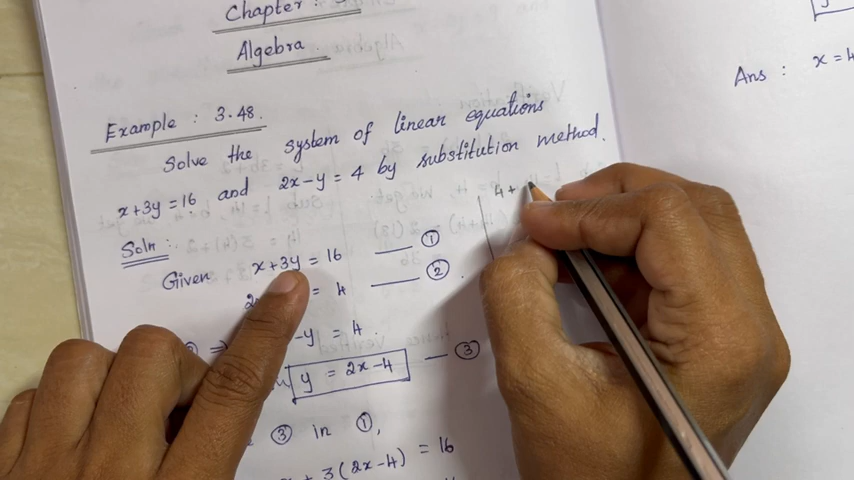 Chapter :
Algebra
Example : 3.48.
Solve the system of linear equations
x+3y = 16 and 2x-y = 4 by substitution method.
Soln :
Given x+3y = 16 ①
= 4 ②
⇒ -y = 4.
y = 2x-4 ③
③ in ①,
+ 3(2x-4) = 16
4 +
Ans : x = 4